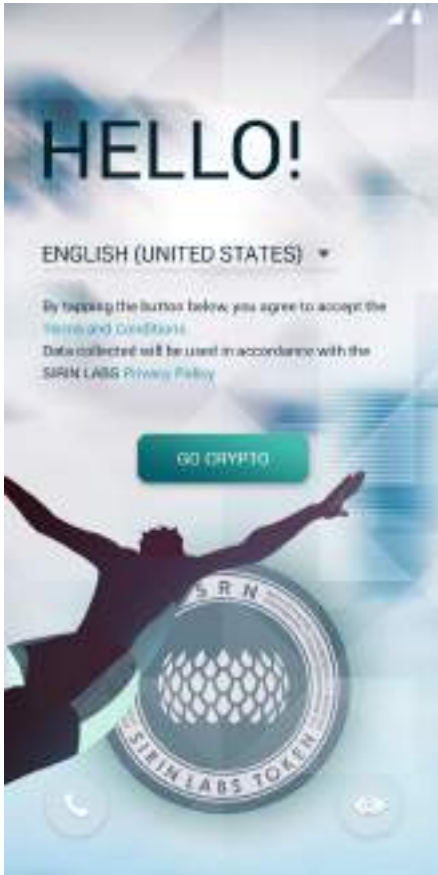 HELLO!
ENGLISH (UNITED STATES)
By tapping the button below, you agree to accept the
Terms and Conditions
Data collected will be used in accordance with the
SIRIN LABS Privacy Policy
GO CRYPTO
SRN
SIRIN LABS TOKEN